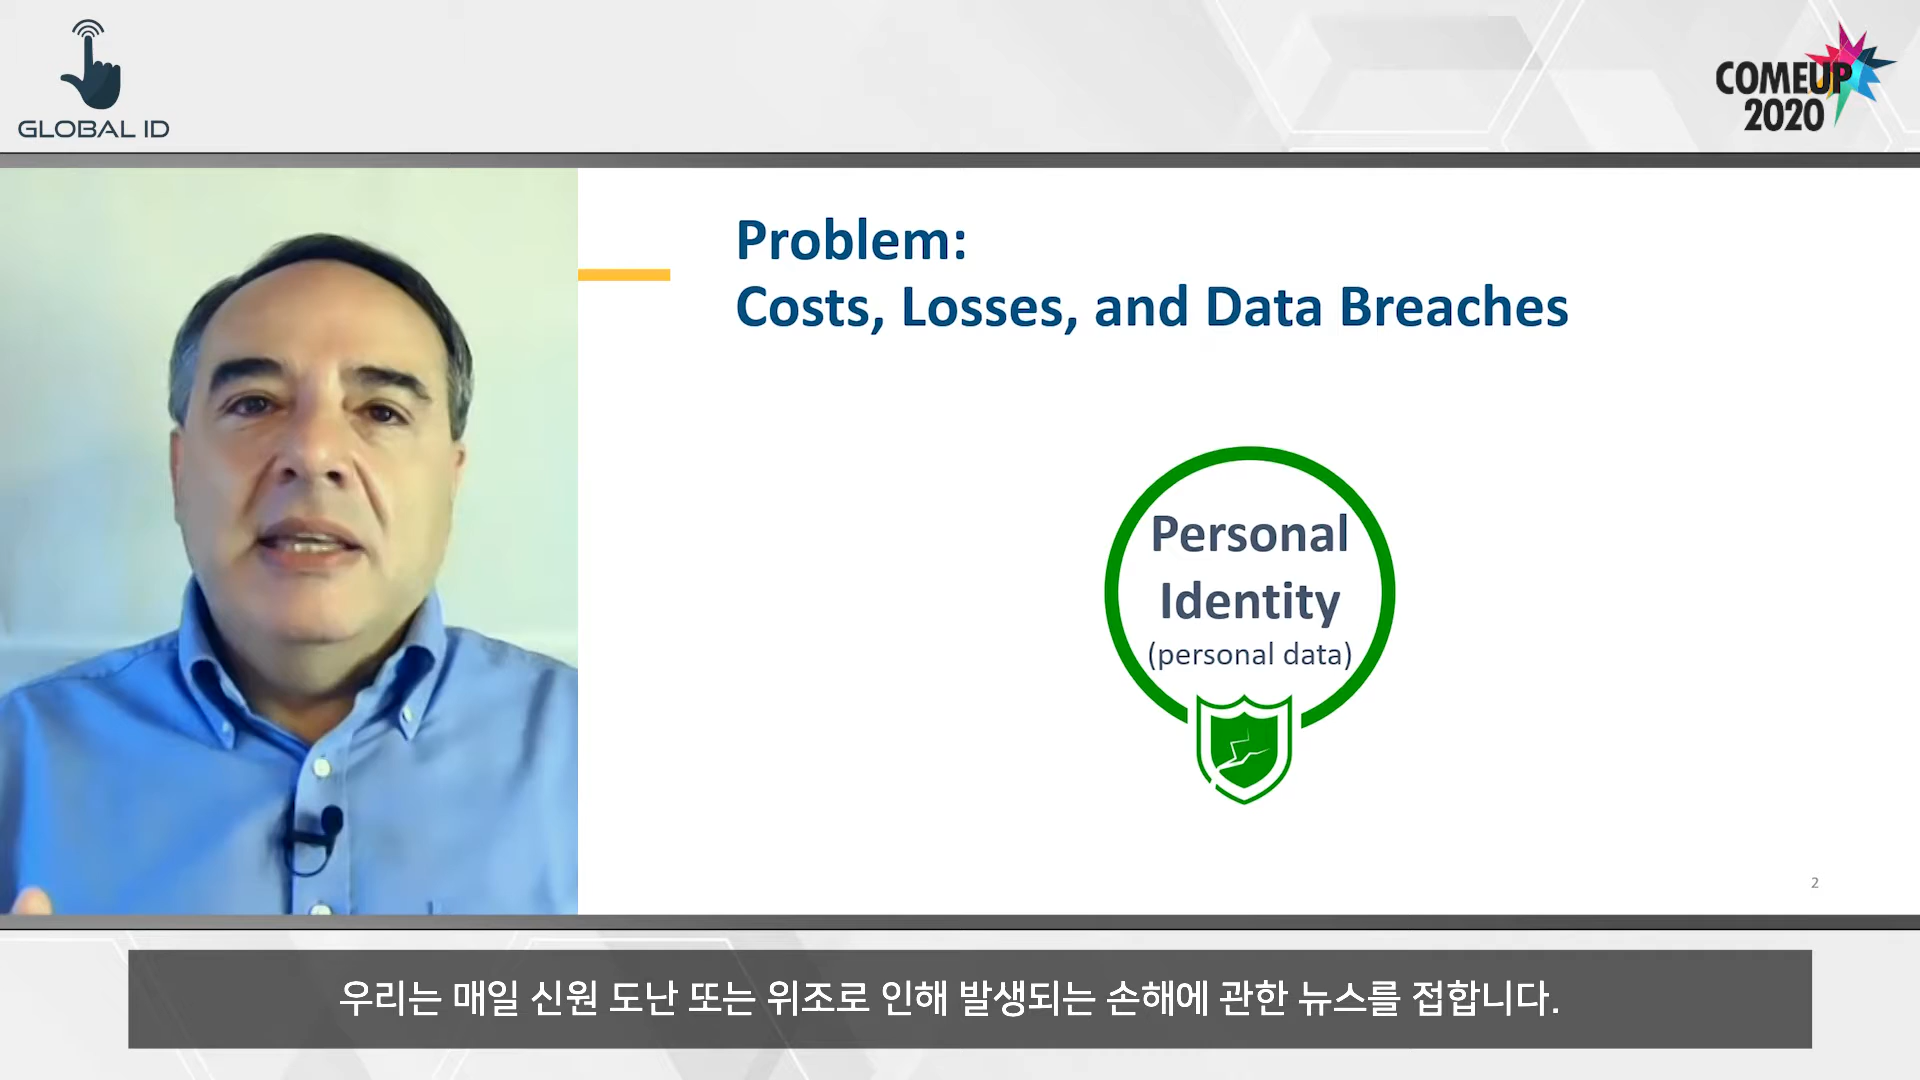 GLOBAL ID
COMEUP
2020
Problem:
Costs, Losses, and Data Breaches
Personal
Identity
(personal data)
2
우리는 매일 신원 도난 또는 위조로 인해 발생되는 손해에 관한 뉴스를 접합니다.